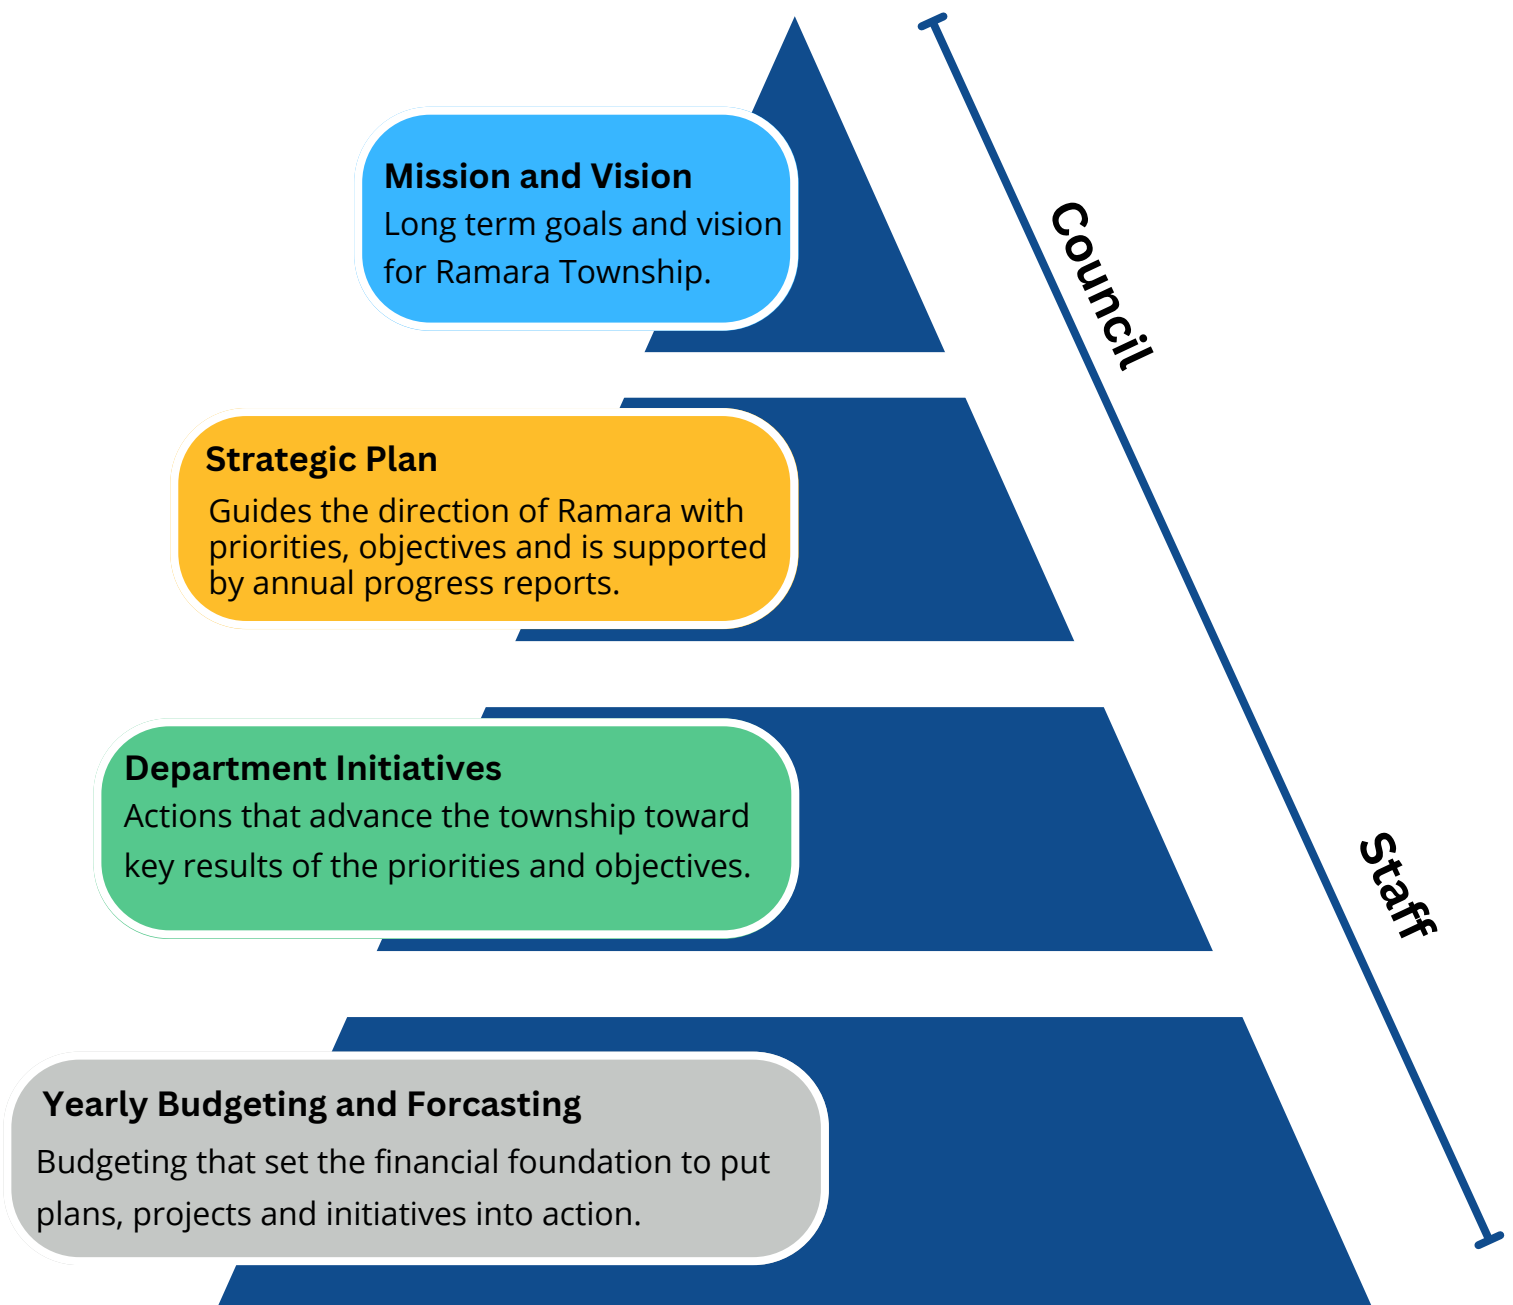 Mission and Vision
Long term goals and vision
for Ramara Township.
Council
Strategic Plan
Guides the direction of Ramara with
priorities, objectives and is supported
by annual progress reports.
Department Initiatives
Actions that advance the township toward
key results of the priorities and objectives.
Staff
Yearly Budgeting and Forcasting
Budgeting that set the financial foundation to put
plans, projects and initiatives into action.